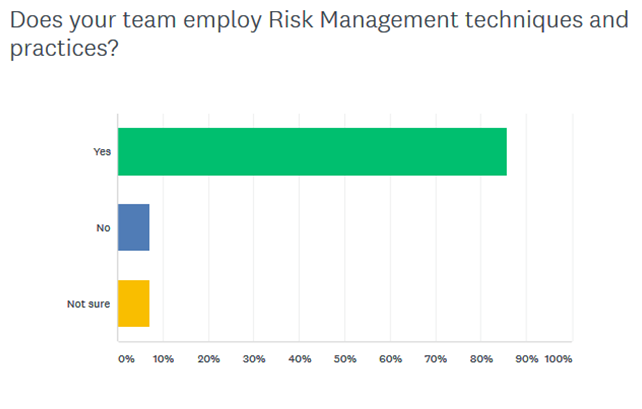 Does your team employ Risk Management techniques and
practices?
Yes
No
Not sure
0% 10% 20% 30% 40% 50% 60% 70% 80% 90% 100%